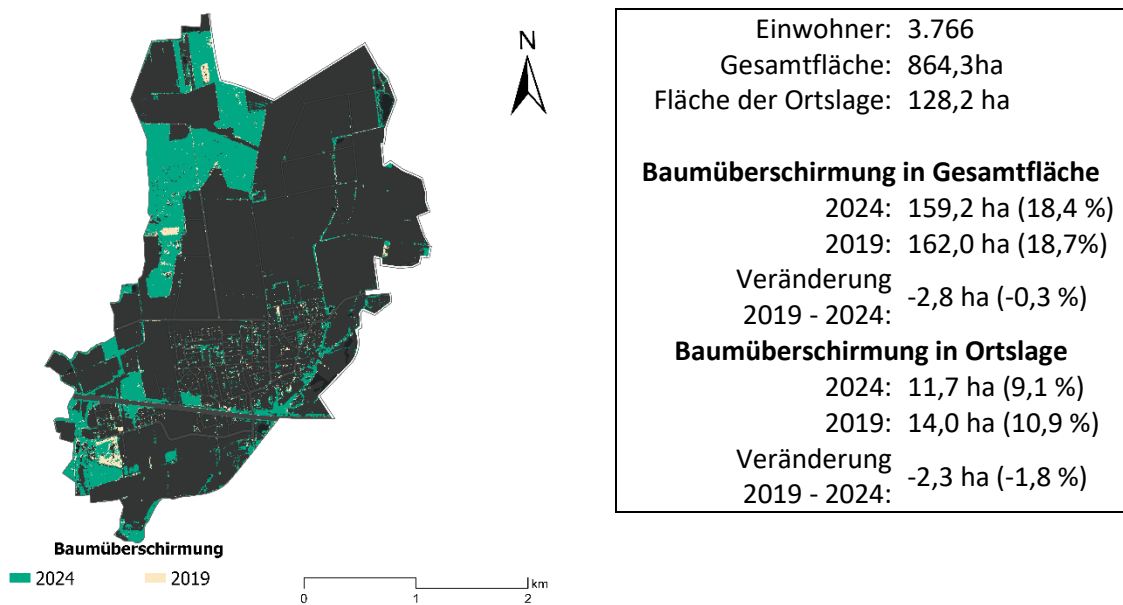 N
Baumüberschirmung
2024 2019
km
0 1 2
Einwohner: 3.766
Gesamtfläche: 864,3ha
Fläche der Ortslage: 128,2 ha
Baumüberschirmung in Gesamtfläche
2024: 159,2 ha (18,4 %)
2019: 162,0 ha (18,7%)
Veränderung
2019 - 2024: -2,8 ha (-0,3 %)
Baumüberschirmung in Ortslage
2024: 11,7 ha (9,1 %)
2019: 14,0 ha (10,9 %)
Veränderung
2019 - 2024: -2,3 ha (-1,8 %)